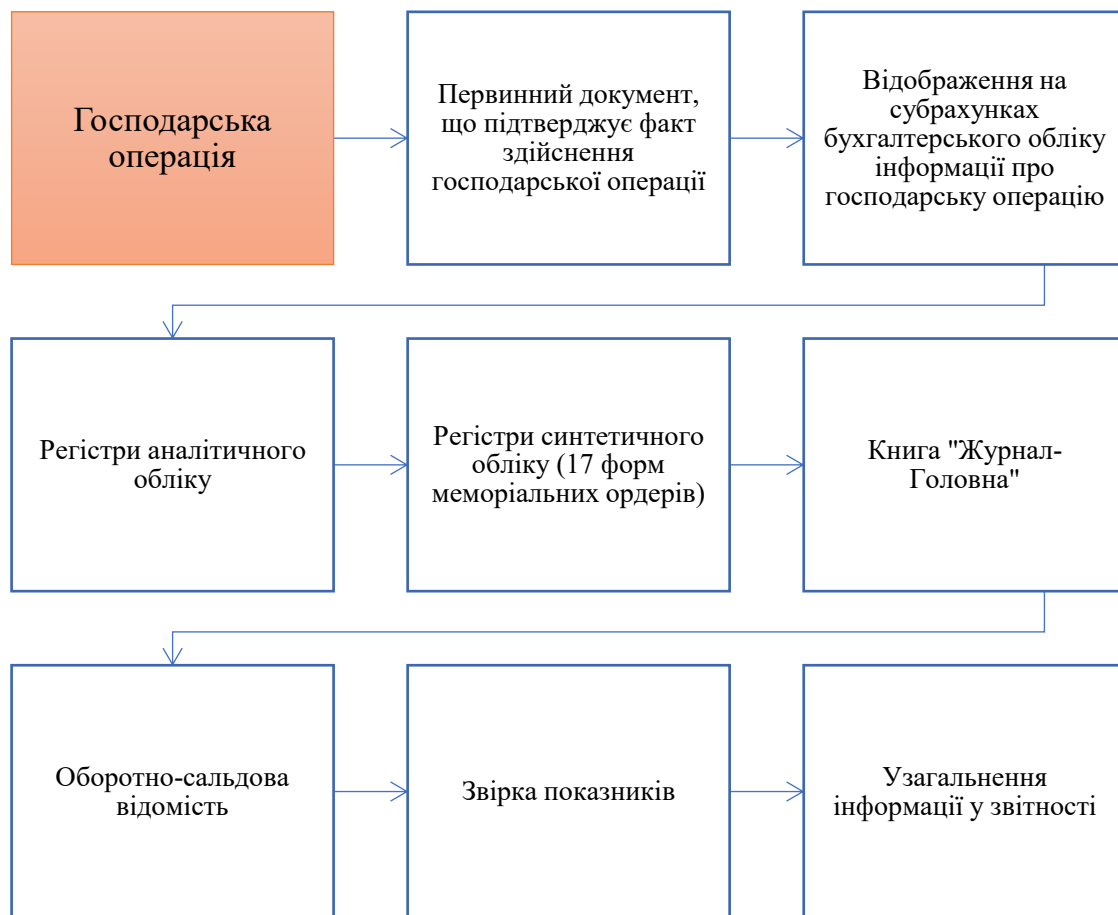 Господарська
операція
Первинний документ,
що підтверджує факт
здійснення
господарської операції
Відображення на
субрахунках
бухгалтерського обліку
інформації про
господарську операцію
Регістри аналітичного
обліку
Регістри синтетичного
обліку (17 форм
меморіальних ордерів)
Книга "Журнал-
Головна"
Оборотно-сальдова
відомість
Звірка показників
Узагальнення
інформації у звітності